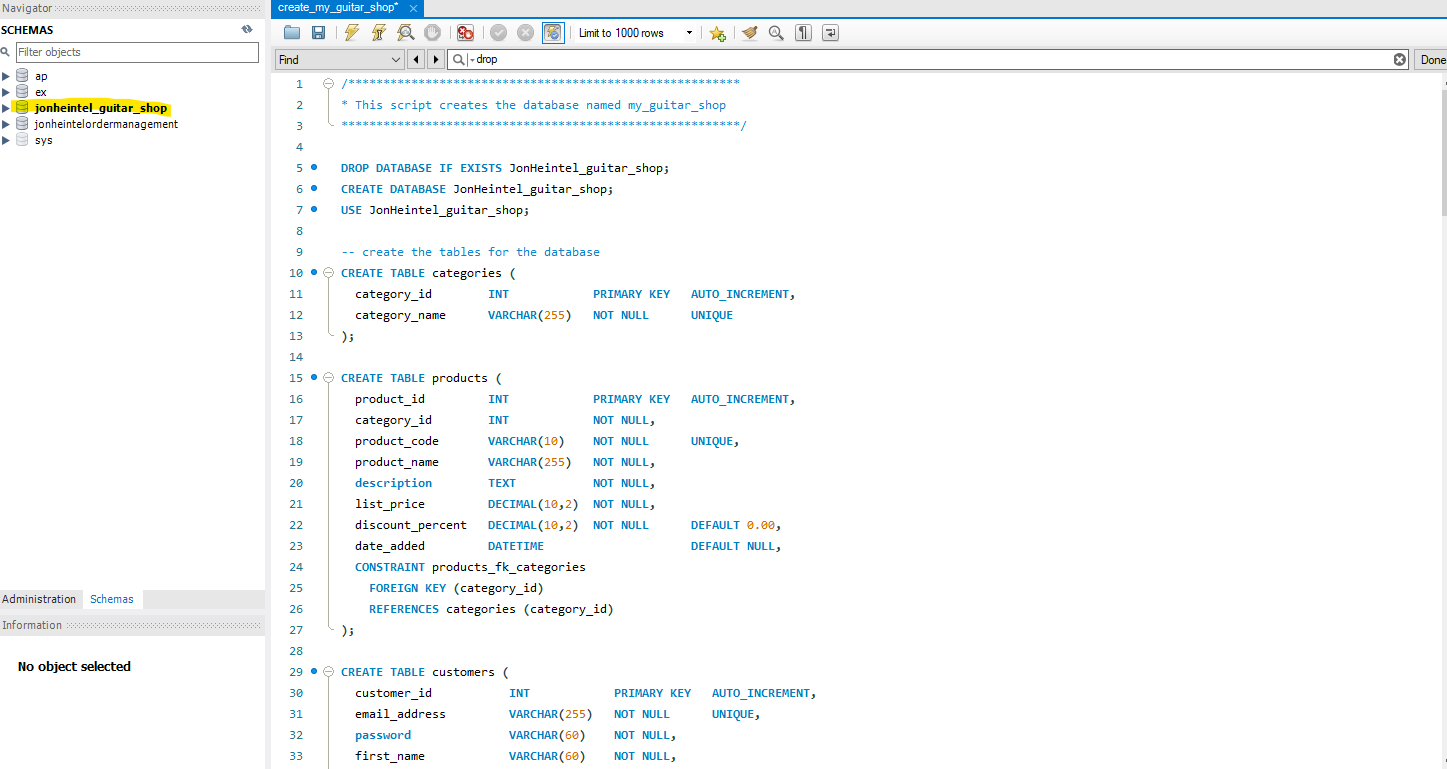 Navigator
SCHEMAS
Filter objects
ap
ex
jonheintel_guitar_shop
jonheintelordermanagement
sys
Administration Schemas
Information
No object selected
create_my_guitar_shop* ×
Limit to 1000 rows
Find drop Done
1 /********************************************************
2 * This script creates the database named my_guitar_shop
3 *********************************************************/
4
5 DROP DATABASE IF EXISTS JonHeintel_guitar_shop;
6 CREATE DATABASE JonHeintel_guitar_shop;
7 USE JonHeintel_guitar_shop;
8
9 -- create the tables for the database
10 CREATE TABLE categories (
11 category_id INT PRIMARY KEY AUTO_INCREMENT,
12 category_name VARCHAR(255) NOT NULL UNIQUE
13 );
14
15 CREATE TABLE products (
16 product_id INT PRIMARY KEY AUTO_INCREMENT,
17 category_id INT NOT NULL,
18 product_code VARCHAR(10) NOT NULL UNIQUE,
19 product_name VARCHAR(255) NOT NULL,
20 description TEXT NOT NULL,
21 list_price DECIMAL(10,2) NOT NULL,
22 discount_percent DECIMAL(10,2) NOT NULL DEFAULT 0.00,
23 date_added DATETIME DEFAULT NULL,
24 CONSTRAINT products_fk_categories
25 FOREIGN KEY (category_id)
26 REFERENCES categories (category_id)
27 );
28
29 CREATE TABLE customers (
30 customer_id INT PRIMARY KEY AUTO_INCREMENT,
31 email_address VARCHAR(255) NOT NULL UNIQUE,
32 password VARCHAR(60) NOT NULL,
33 first_name VARCHAR(60) NOT NULL,